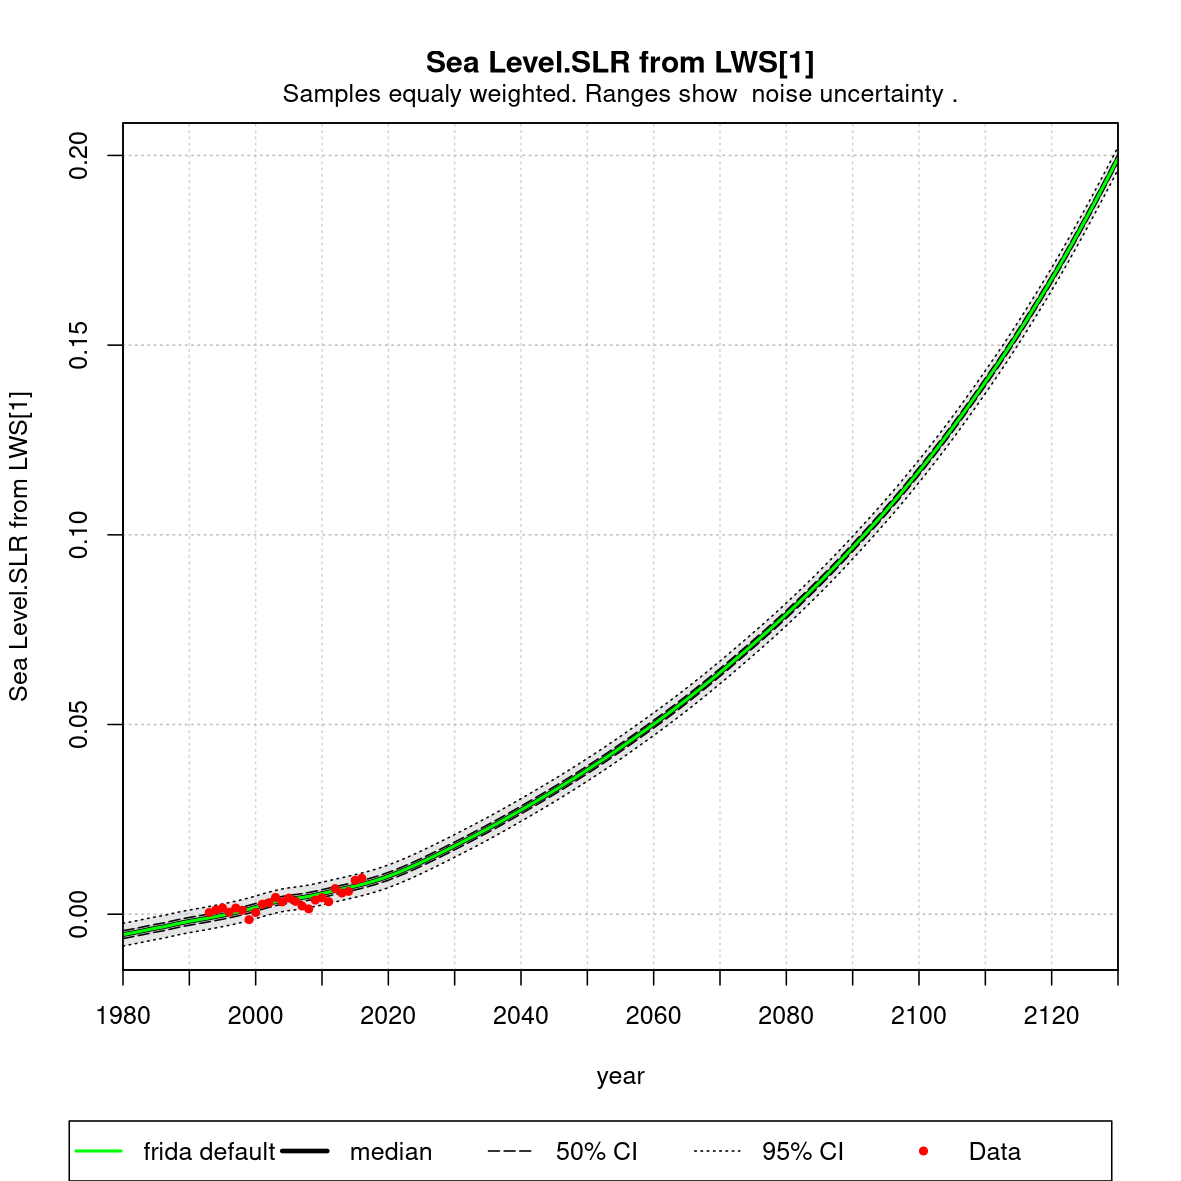 Sea Level.SLR from LWS[1]
Samples equaly weighted. Ranges show  noise uncertainty .
Sea Level.SLR from LWS[1]
0.20
0.15
0.10
0.05
0.00
1980 2000 2020 2040 2060 2080 2100 2120
year
frida default median 50% CI 95% CI Data